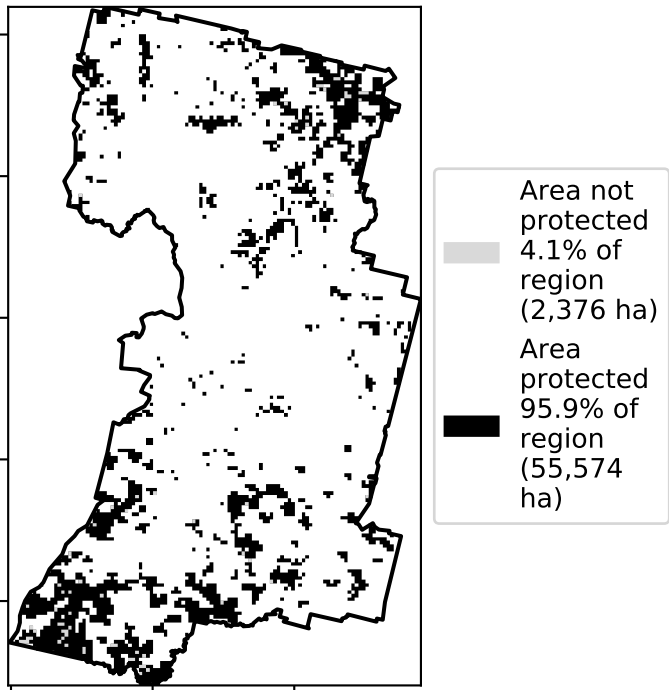 Area not
protected
4.1% of
region
(2,376 ha)
Area
protected
95.9% of
region
(55,574
ha)